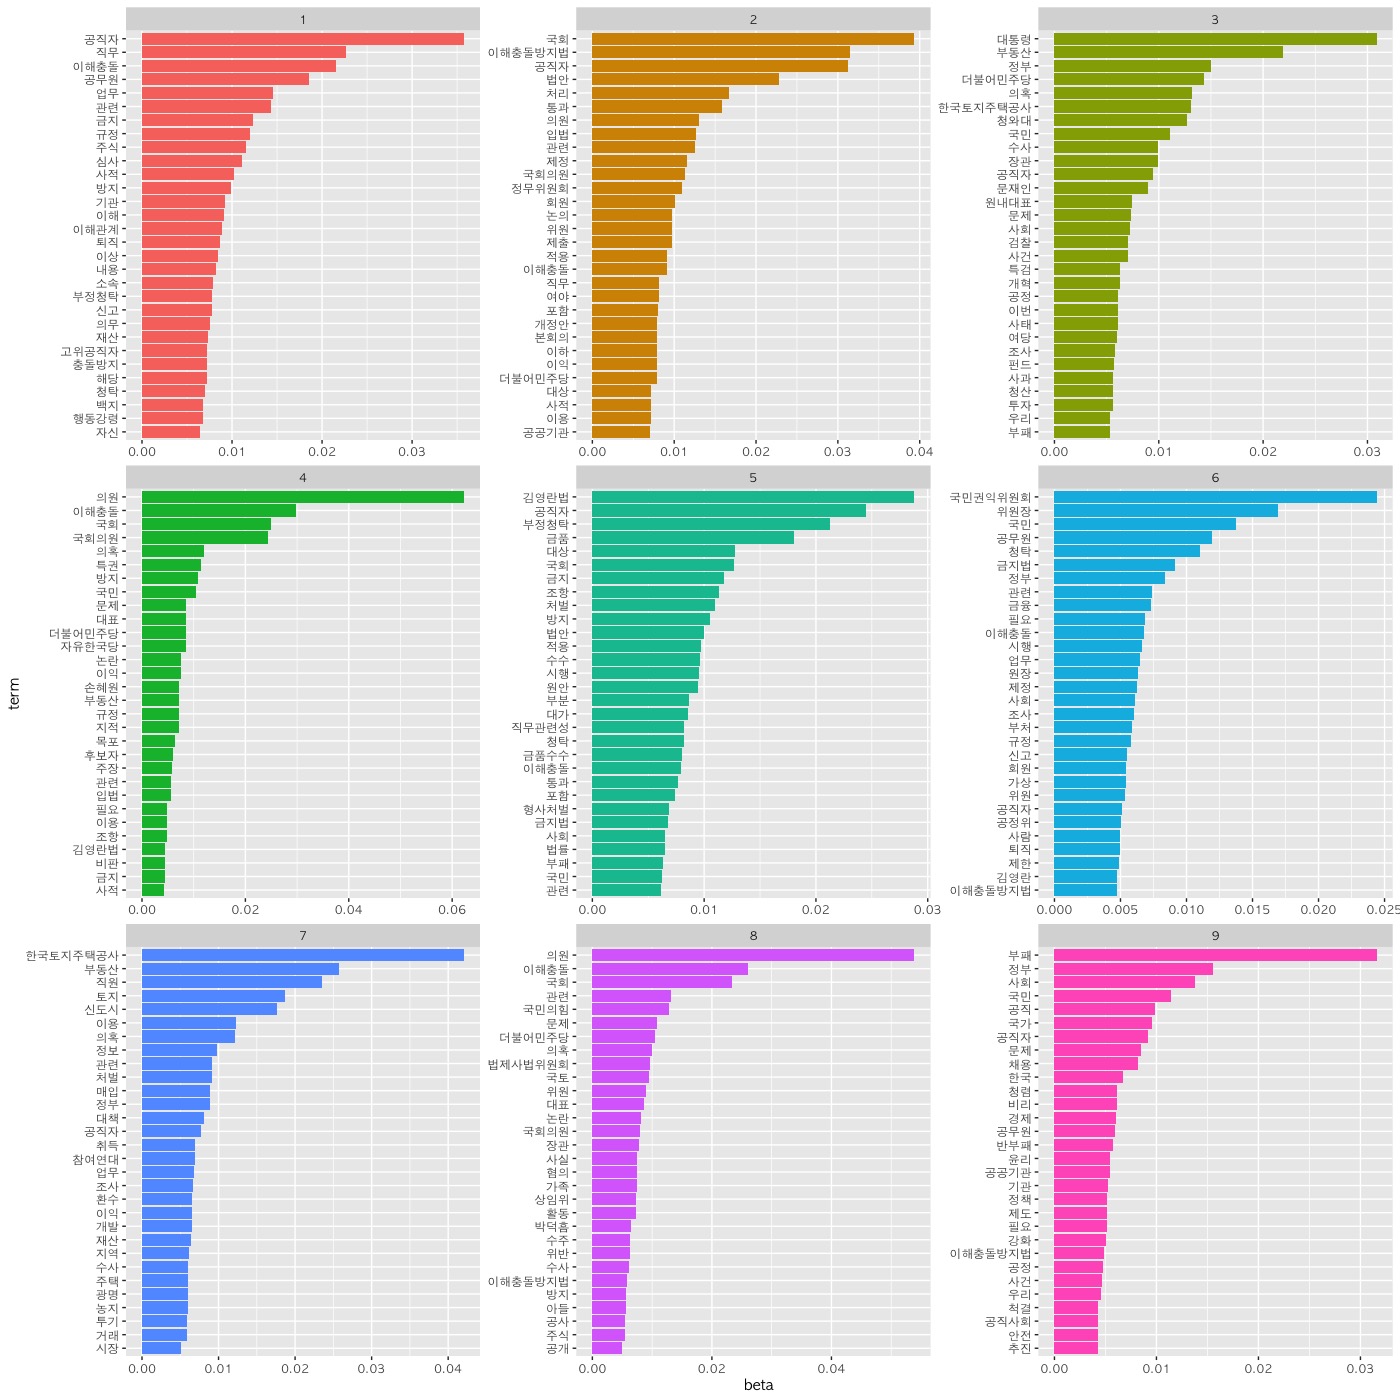 1
공직자
직무
이해충돌
공무원
업무
관련
금지
규정
주식
심사
사적
방지
기관
이해
이해관계
퇴직
이상
내용
소속
부정청탁
신고
의무
재산
고위공직자
충돌방지
해당
청탁
백지
행동강령
자신
0.00 0.01 0.02 0.03
2
국회
이해충돌방지법
공직자
법안
처리
통과
의원
입법
관련
제정
국회의원
정무위원회
회원
논의
위원
제출
적용
이해충돌
직무
여야
포함
개정안
본회의
이하
이익
더불어민주당
대상
사적
이용
공공기관
0.00 0.01 0.02 0.03 0.04
3
대통령
부동산
정부
더불어민주당
의혹
한국토지주택공사
청와대
국민
수사
장관
공직자
문재인
원내대표
문제
사회
검찰
사건
특검
개혁
공정
이번
사태
여당
조사
펀드
사과
청산
투자
우리
부패
0.00 0.01 0.02 0.03
4
의원
이해충돌
국회
국회의원
의혹
특권
방지
국민
문제
대표
더불어민주당
자유한국당
논란
이익
손혜원
부동산
규정
지적
목포
후보자
주장
관련
입법
필요
이용
조항
김영란법
비판
금지
사적
0.00 0.02 0.04 0.06
5
김영란법
공직자
부정청탁
금품
대상
국회
금지
조항
처벌
방지
법안
적용
수수
시행
원안
부분
대가
직무관련성
청탁
금품수수
이해충돌
통과
포함
형사처벌
금지법
사회
법률
부패
국민
관련
0.00 0.01 0.02 0.03
6
국민권익위원회
위원장
국민
공무원
청탁
금지법
정부
관련
금융
필요
이해충돌
시행
업무
원장
제정
사회
조사
부처
규정
신고
회원
가상
위원
공직자
공정위
사람
퇴직
제한
김영란
이해충돌방지법
0.000 0.005 0.010 0.015 0.020 0.025
7
한국토지주택공사
부동산
직원
토지
신도시
이용
의혹
정보
관련
처벌
매입
정부
대책
공직자
취득
참여연대
업무
조사
환수
이익
개발
재산
지역
수사
주택
광명
농지
투기
거래
시장
0.00 0.01 0.02 0.03 0.04
8
의원
이해충돌
국회
관련
국민의힘
문제
더불어민주당
의혹
법제사법위원회
국토
위원
대표
논란
국회의원
장관
사실
혐의
가족
상임위
활동
박덕흠
수주
위반
수사
이해충돌방지법
방지
아들
공사
주식
공개
0.00 0.02 0.04
9
부패
정부
사회
국민
공직
국가
공직자
문제
채용
한국
청렴
비리
경제
공무원
반부패
윤리
공공기관
기관
정책
제도
필요
강화
이해충돌방지법
공정
사건
우리
척결
공직사회
안전
추진
0.00 0.01 0.02 0.03
term
beta